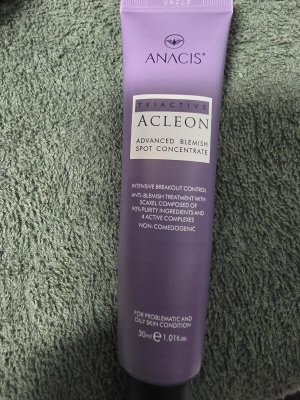 ANACIS®
TRIACTIVE
ACLEON
ADVANCED BLEMISH
SPOT CONCENTRATE
INTENSIVE BREAKOUT CONTROL
ANTI-BLEMISH TREATMENT WITH
SCAXEL COMPOSED OF
90% PURITY INGREDIENTS AND
4 ACTIVE COMPLEXES
NON-COMEDOGENIC
FOR PROBLEMATIC AND
OILY SKIN CONDITION
30ml ℮ 1.01fl.oz.